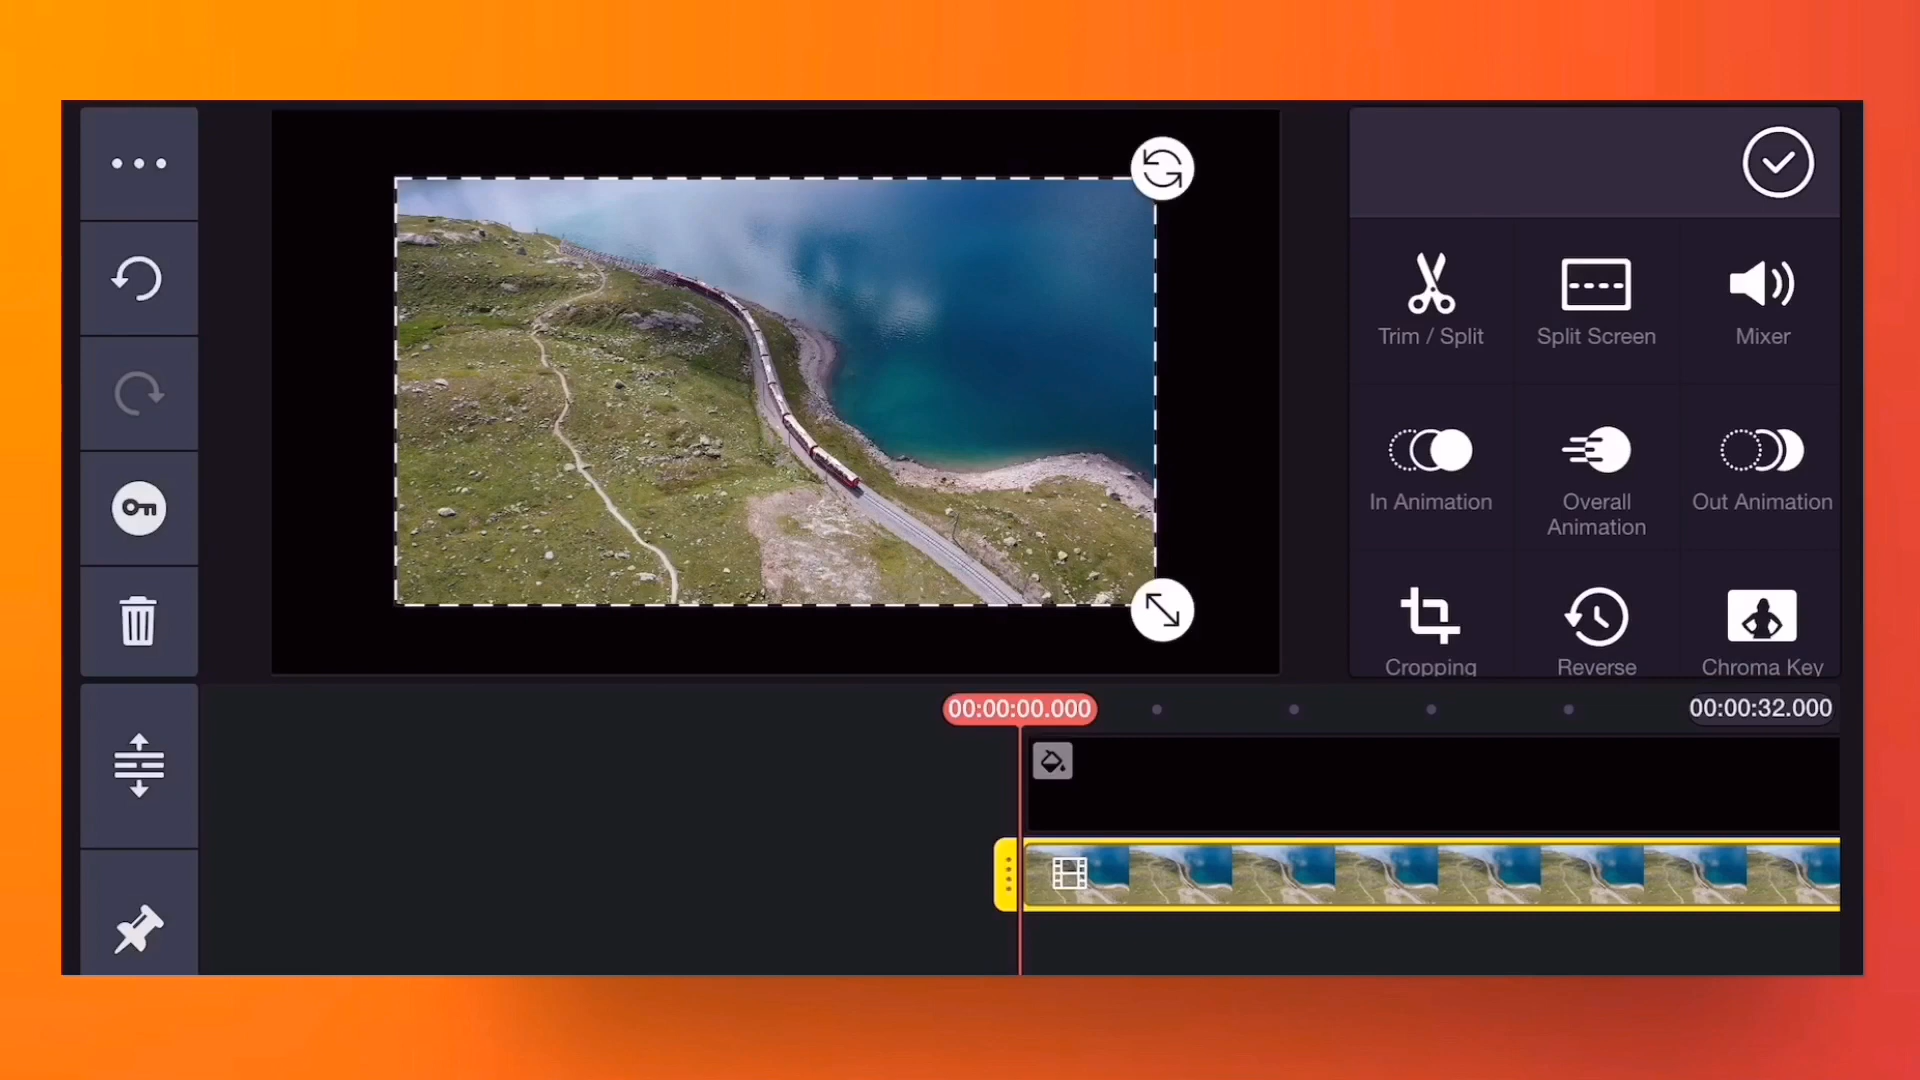 Trim / Split
Split Screen
Mixer
In Animation
Overall
Animation
Out Animation
Cropping
Reverse
Chroma Key
00:00:00.000
00:00:32.000